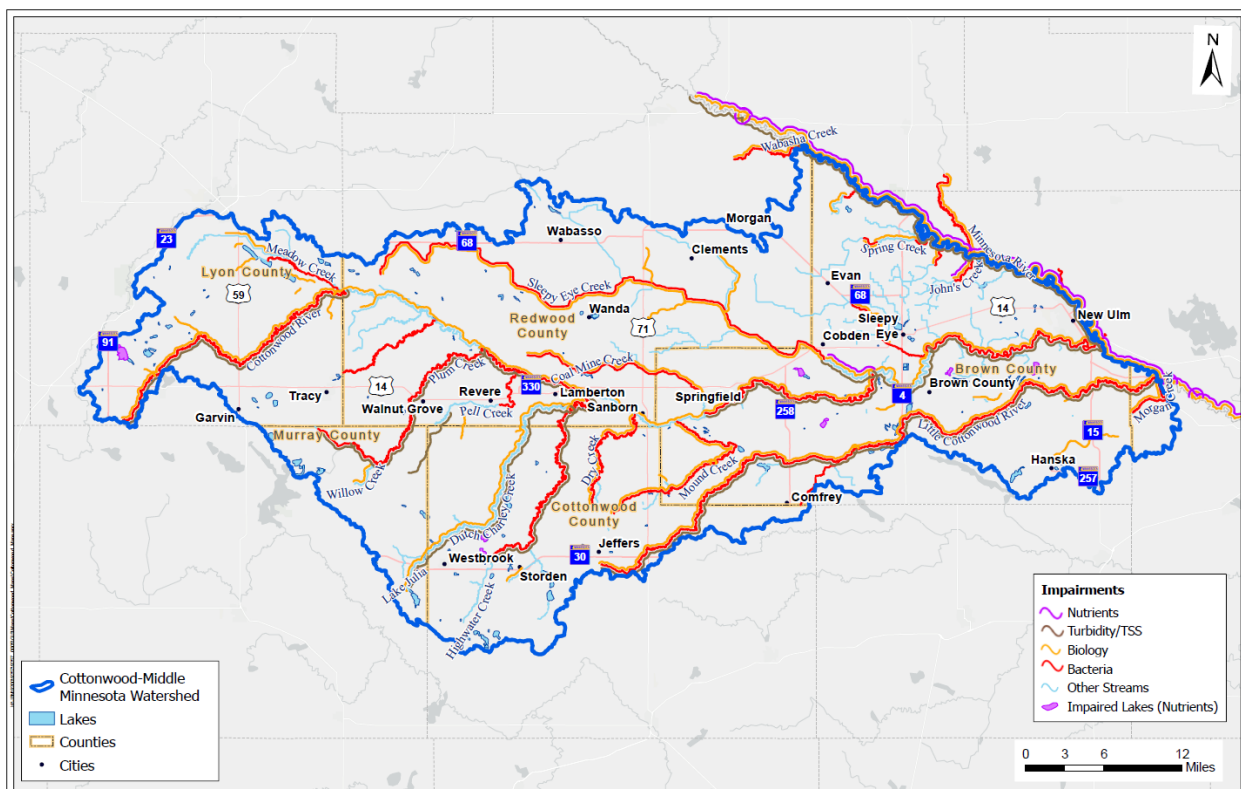 N
Wabasha Creek
Morgan
Wabasso
Clements
23
68
Meadow Creek
Lyon County
59
Sleepy Eye Creek
Redwood
County
Wanda
71
Spring Creek
Minnesota River
Evan
68
John's Creek
14
New Ulm
Sleepy
Eye
Cobden
91
Cottonwood River
Plum Creek
Coal Mine Creek
330
Lamberton
Tracy
14
Revere
Walnut Grove
Pell Creek
Sanborn
Springfield
258
4
Brown County
Brown County
Garvin
Murray County
Little Cottonwood River
Morgan Creek
15
Hanska
257
Willow Creek
Dry Creek
Mound Creek
Dutch Charley Creek
Cottonwood
County
Comfrey
Jeffers
30
Westbrook
Storden
Lake Julia
Highwater Creek
Cottonwood-Middle
Minnesota Watershed
Lakes
Counties
Cities
Impairments
Nutrients
Turbidity/TSS
Biology
Bacteria
Other Streams
Impaired Lakes (Nutrients)
0 3 6 12
Miles